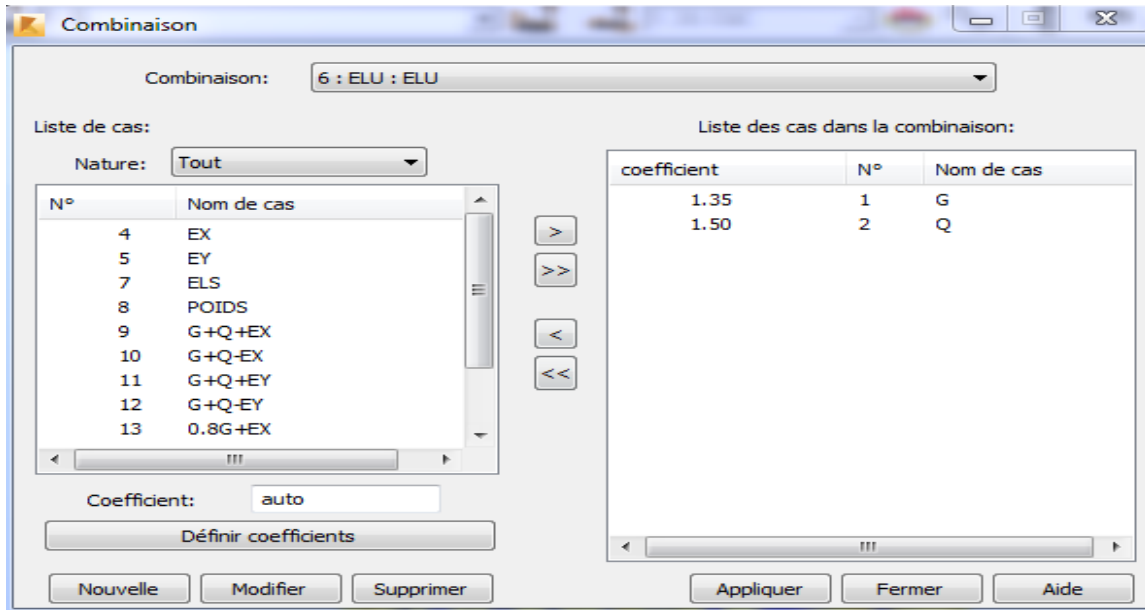 Combinaison
Combinaison: 6 : ELU : ELU
Liste de cas:
Nature: Tout
N° Nom de cas
4 EX
5 EY
7 ELS
8 POIDS
9 G+Q+EX
10 G+Q-EX
11 G+Q+EY
12 G+Q-EY
13 0.8G+EX
Coefficient: auto
Définir coefficients
Nouvelle Modifier Supprimer
>
>>
<
<<
Liste des cas dans la combinaison:
coefficient N° Nom de cas
1.35 1 G
1.50 2 Q
Appliquer Fermer Aide